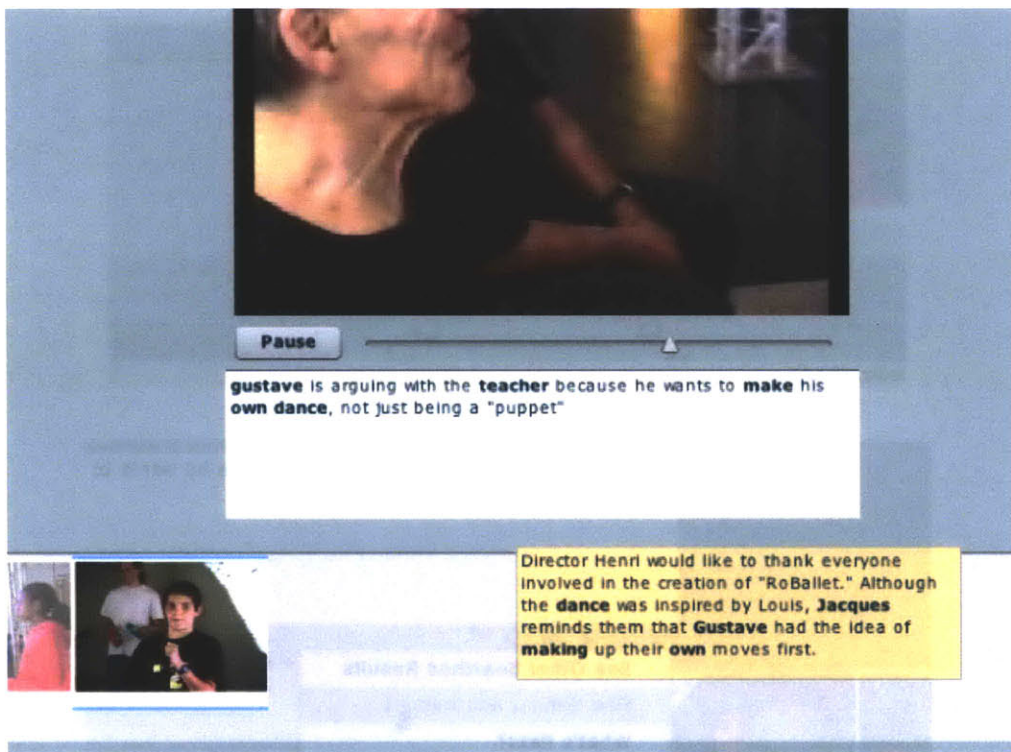 Pause
gustave is arguing with the teacher because he wants to make his
own dance, not just being a "puppet"
Director Henri would like to thank everyone
involved in the creation of "RoBallet." Although
the dance was inspired by Louis, Jacques
reminds them that Gustave had the idea of
making up their own moves first.